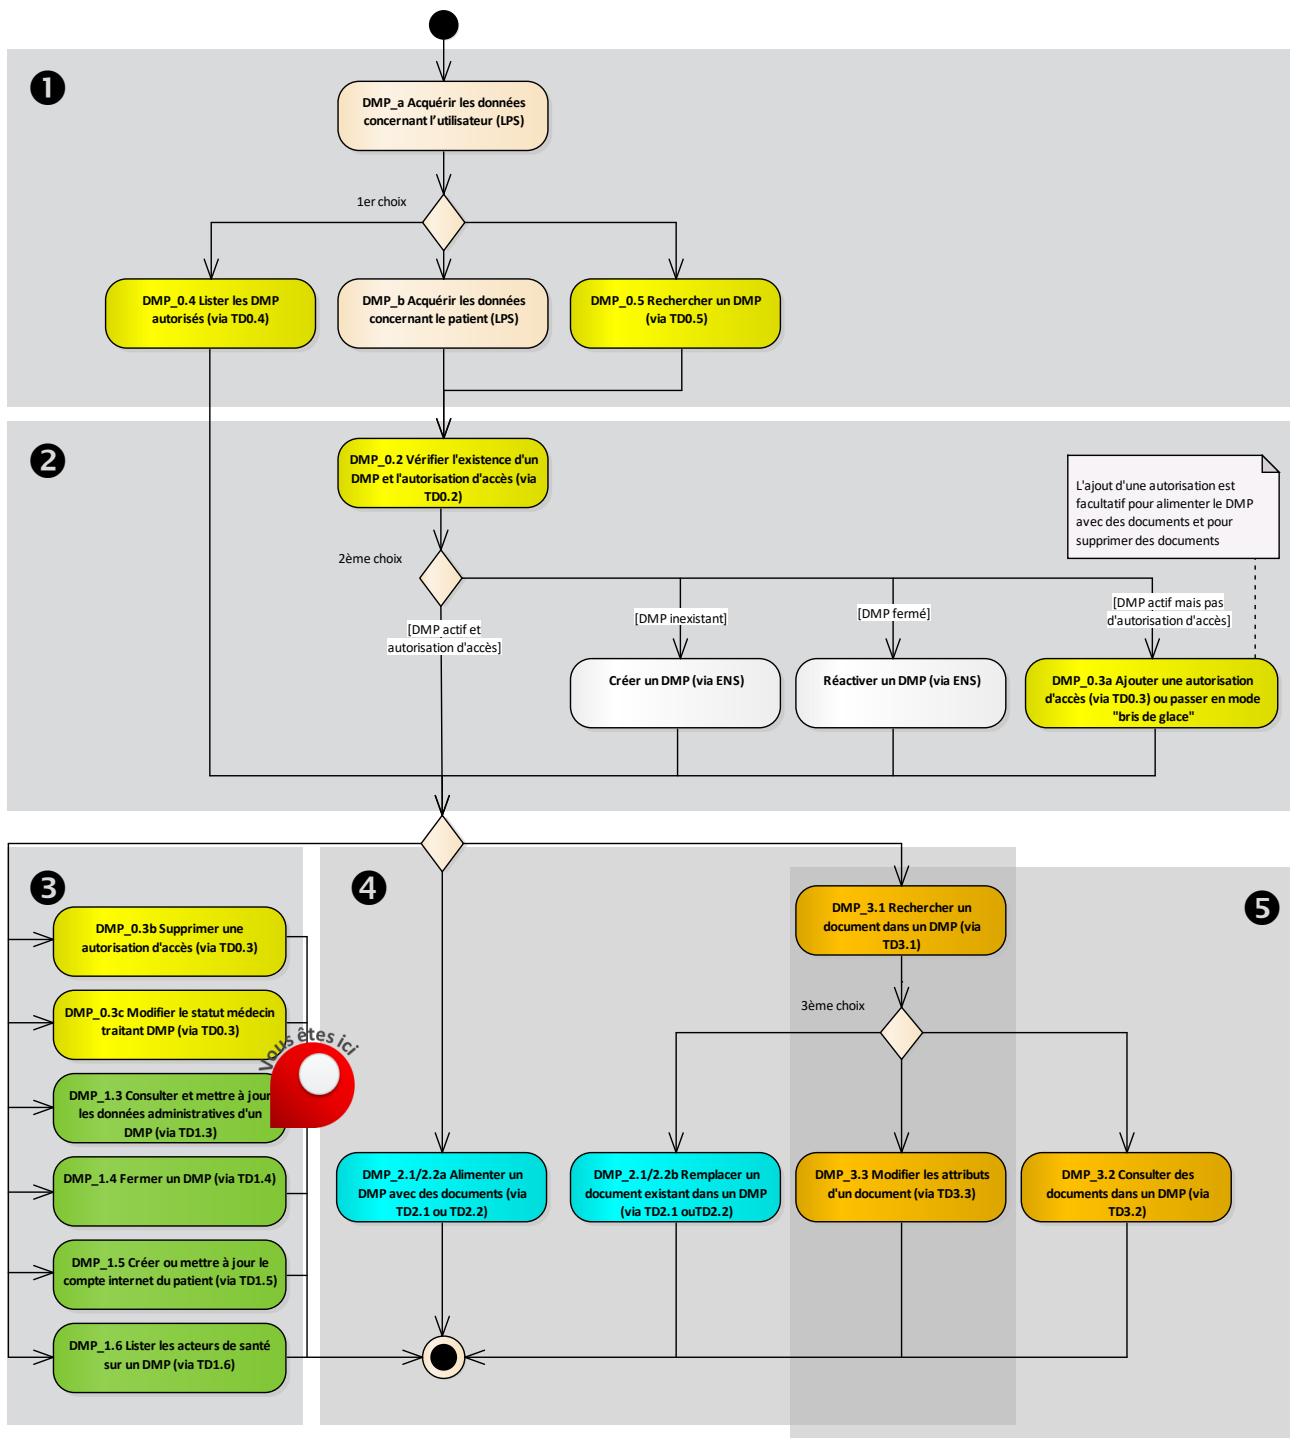 ❶
DMP_a Acquérir les données
concernant l'utilisateur (LPS)
1er choix
DMP_0.4 Lister les DMP
autorisés (via TD0.4)
DMP_b Acquérir les données
concernant le patient (LPS)
DMP_0.5 Rechercher un DMP
(via TD0.5)
❷
DMP_0.2 Vérifier l'existence d'un
DMP et l'autorisation d'accès (via
TD0.2)
L'ajout d'une autorisation est
facultatif pour alimenter le DMP
avec des documents et pour
supprimer des documents
2ème choix
[DMP actif et
autorisation d'accès]
[DMP inexistant]
[DMP fermé]
[DMP actif mais pas
d'autorisation d'accès]
Créer un DMP (via ENS)
Réactiver un DMP (via ENS)
DMP_0.3a Ajouter une autorisation
d'accès (via TD0.3) ou passer en mode
"bris de glace"
❸
DMP_0.3b Supprimer une
autorisation d'accès (via TD0.3)
DMP_0.3c Modifier le statut médecin
traitant DMP (via TD0.3)
Vous êtes ici
DMP_1.3 Consulter et mettre à jour
les données administratives d'un
DMP (via TD1.3)
DMP_1.4 Fermer un DMP (via TD1.4)
DMP_1.5 Créer ou mettre à jour le
compte internet du patient (via TD1.5)
DMP_1.6 Lister les acteurs de santé
sur un DMP (via TD1.6)
❹
❺
DMP_3.1 Rechercher un
document dans un DMP (via
TD3.1)
3ème choix
DMP_2.1/2.2a Alimenter un
DMP avec des documents (via
TD2.1 ou TD2.2)
DMP_2.1/2.2b Remplacer un
document existant dans un DMP
(via TD2.1 ouTD2.2)
DMP_3.3 Modifier les attributs
d'un document (via TD3.3)
DMP_3.2 Consulter des
documents dans un DMP (via
TD3.2)